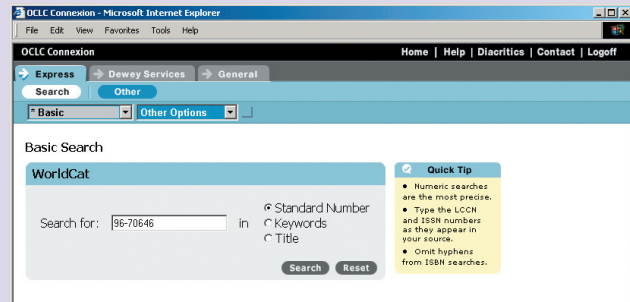 OCLC Connexion - Microsoft Internet Explorer
File Edit View Favorites Tools Help
OCLC Connexion
Home | Help | Diacritics | Contact | Logoff
Express Dewey Services General
Search Other
* Basic Other Options
Basic Search
WorldCat
Search for: 96-70646 in
Standard Number
Keywords
Title
Search Reset
Quick Tip
• Numeric searches
are the most precise.
• Type the LCCN
and ISSN numbers
as they appear in
your source.
• Omit hyphens
from ISBN searches.